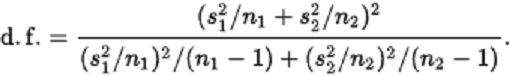 d.f. = \frac{(s_1^2/n_1 + s_2^2/n_2)^2}{(s_1^2/n_1)^2/(n_1 - 1) + (s_2^2/n_2)^2/(n_2 - 1)}.